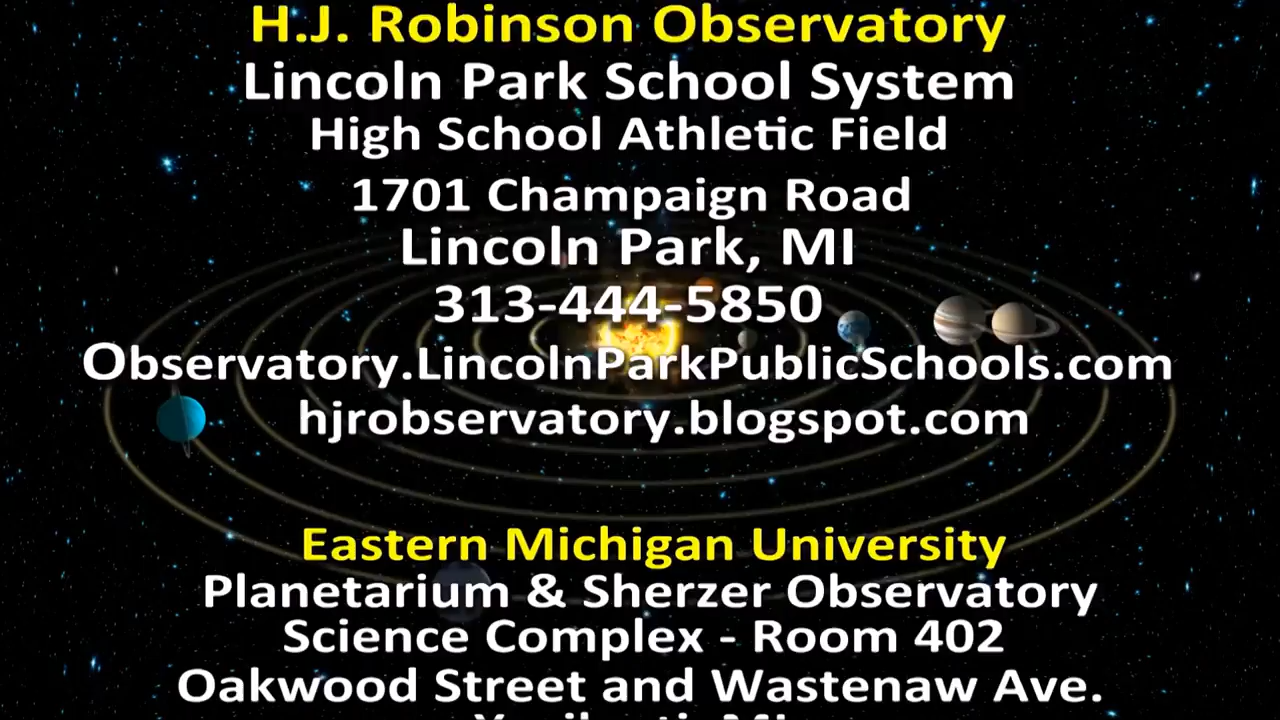 H.J. Robinson Observatory
Lincoln Park School System
High School Athletic Field
1701 Champaign Road
Lincoln Park, MI
313-444-5850
Observatory.LincolnParkPublicSchools.com
hjrobservatory.blogspot.com
Eastern Michigan University
Planetarium & Sherzer Observatory
Science Complex - Room 402
Oakwood Street and Wastenaw Ave.